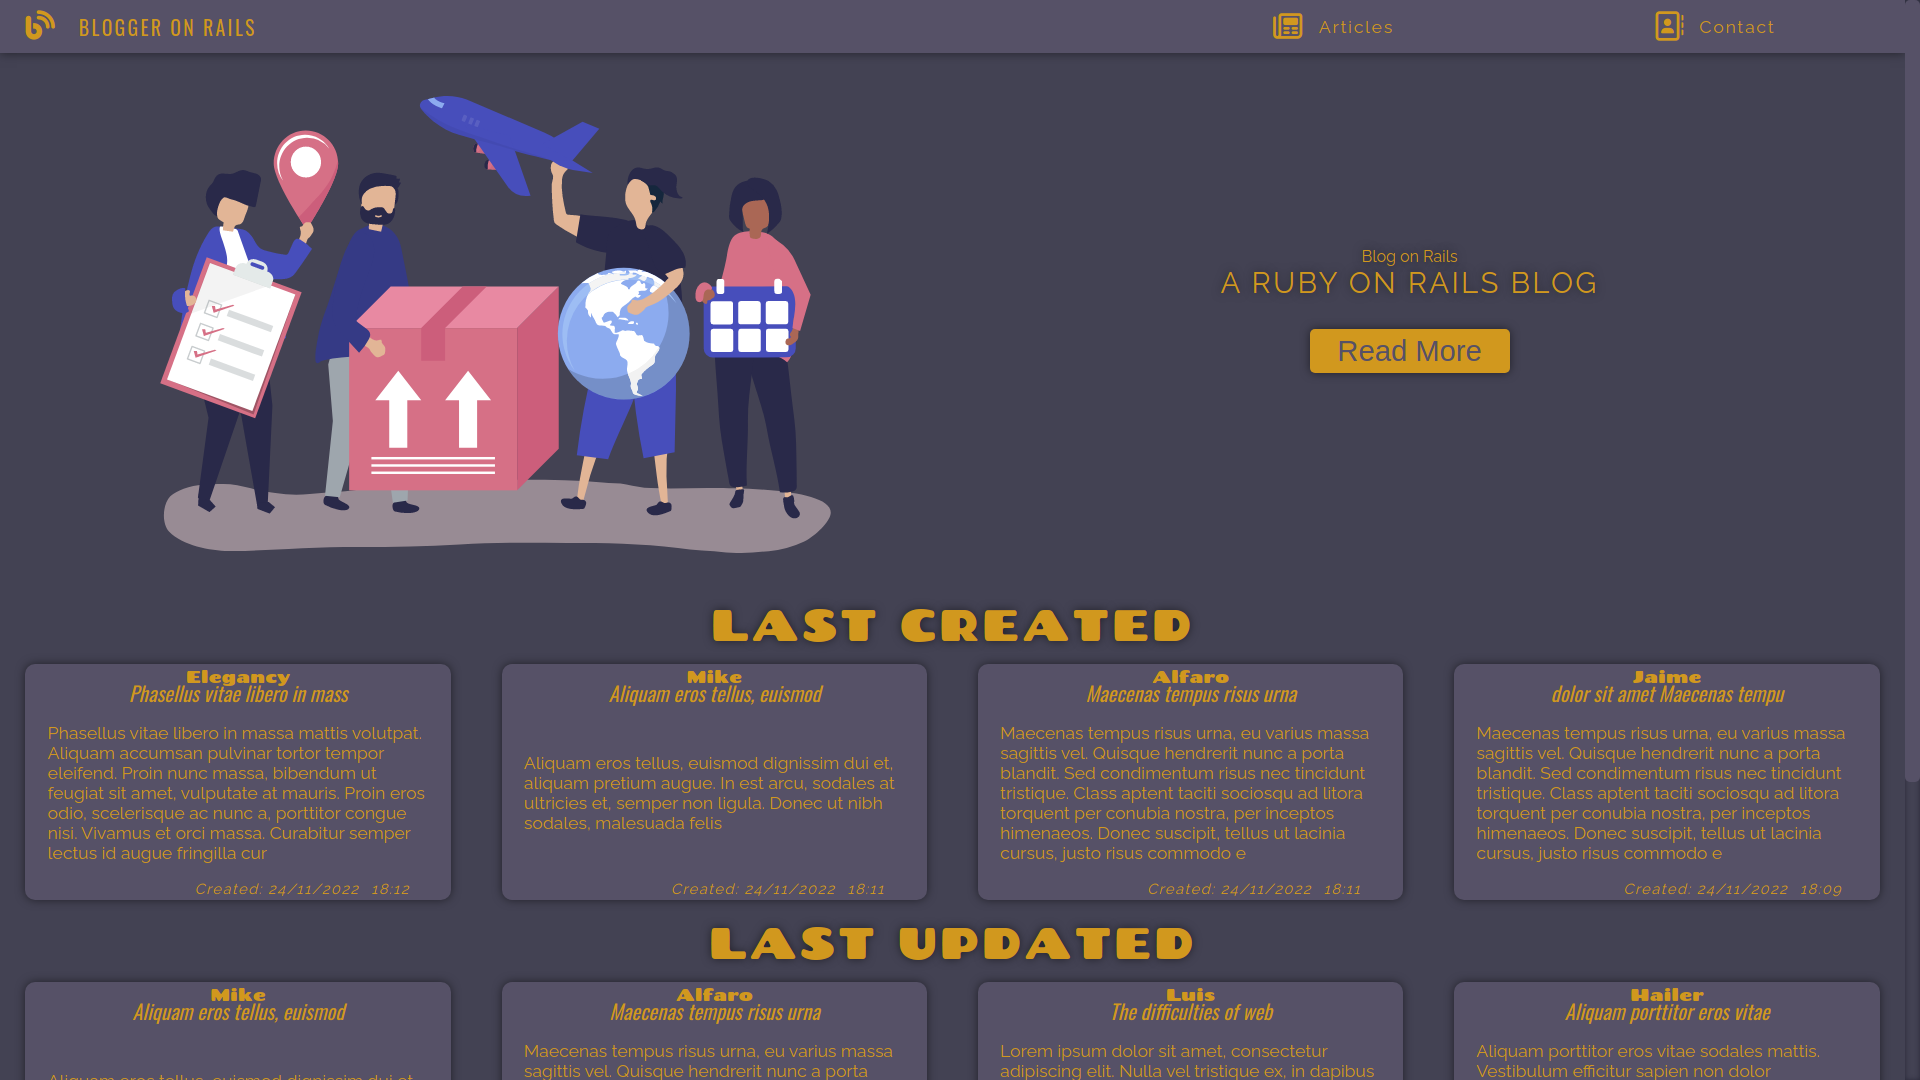 BLOGGER ON RAILS
Articles
Contact
Blog on Rails
A RUBY ON RAILS BLOG
Read More
LAST CREATED
Elegancy
Phasellus vitae libero in mass
Phasellus vitae libero in massa mattis volutpat.
Aliquam accumsan pulvinar tortor tempor
eleifend. Proin nunc massa, bibendum ut
feugiat sit amet, vulputate at mauris. Proin eros
odio, scelerisque ac nunc a, porttitor congue
nisi. Vivamus et orci massa. Curabitur semper
lectus id augue fringilla cur
Created: 24/11/2022 18:12
Mike
Aliquam eros tellus, euismod
Aliquam eros tellus, euismod dignissim dui et,
aliquam pretium augue. In est arcu, sodales at
ultricies et, semper non ligula. Donec ut nibh
sodales, malesuada felis
Created: 24/11/2022 18:11
Alfaro
Maecenas tempus risus urna
Maecenas tempus risus urna, eu varius massa
sagittis vel. Quisque hendrerit nunc a porta
blandit. Sed condimentum risus nec tincidunt
tristique. Class aptent taciti sociosqu ad litora
torquent per conubia nostra, per inceptos
himenaeos. Donec suscipit, tellus ut lacinia
cursus, justo risus commodo e
Created: 24/11/2022 18:11
Jaime
dolor sit amet Maecenas tempu
Maecenas tempus risus urna, eu varius massa
sagittis vel. Quisque hendrerit nunc a porta
blandit. Sed condimentum risus nec tincidunt
tristique. Class aptent taciti sociosqu ad litora
torquent per conubia nostra, per inceptos
himenaeos. Donec suscipit, tellus ut lacinia
cursus, justo risus commodo e
Created: 24/11/2022 18:09
LAST UPDATED
Mike
Aliquam eros tellus, euismod
Aliquam eros tellus, euismod dignissim dui et,
Alfaro
Maecenas tempus risus urna
Maecenas tempus risus urna, eu varius massa
sagittis vel. Quisque hendrerit nunc a porta
Luis
The difficulties of web
Lorem ipsum dolor sit amet, consectetur
adipiscing elit. Nulla vel tristique ex, in dapibus
Hailer
Aliquam porttitor eros vitae
Aliquam porttitor eros vitae sodales mattis.
Vestibulum efficitur sapien non dolor